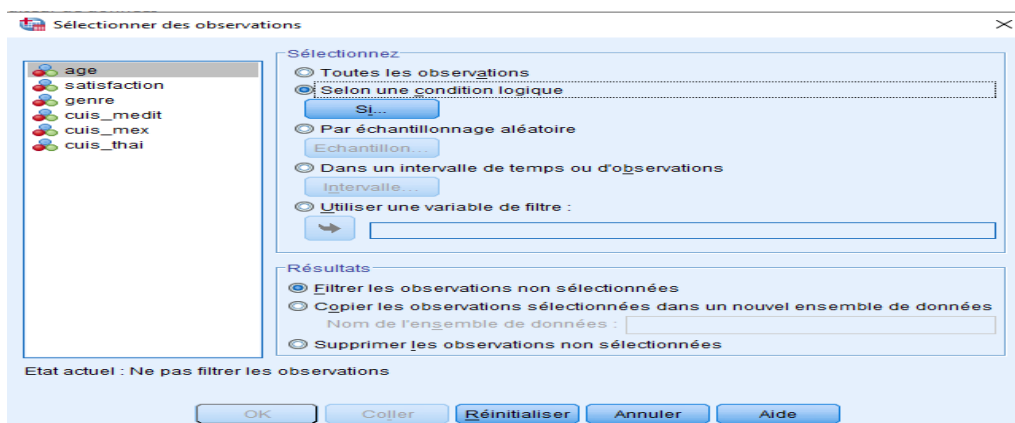 Sélectionner des observations
age
satisfaction
genre
cuis_medit
cuis_mex
cuis_thai
Sélectionnez
Toutes les observations
Selon une condition logique
Si...
Par échantillonnage aléatoire
Echantillon...
Dans un intervalle de temps ou d'observations
Intervalle...
Utiliser une variable de filtre :
Résultats
Filtrer les observations non sélectionnées
Copier les observations sélectionnées dans un nouvel ensemble de données
Nom de l'ensemble de données :
Supprimer les observations non sélectionnées
Etat actuel : Ne pas filtrer les observations
OK Coller Réinitialiser Annuler Aide